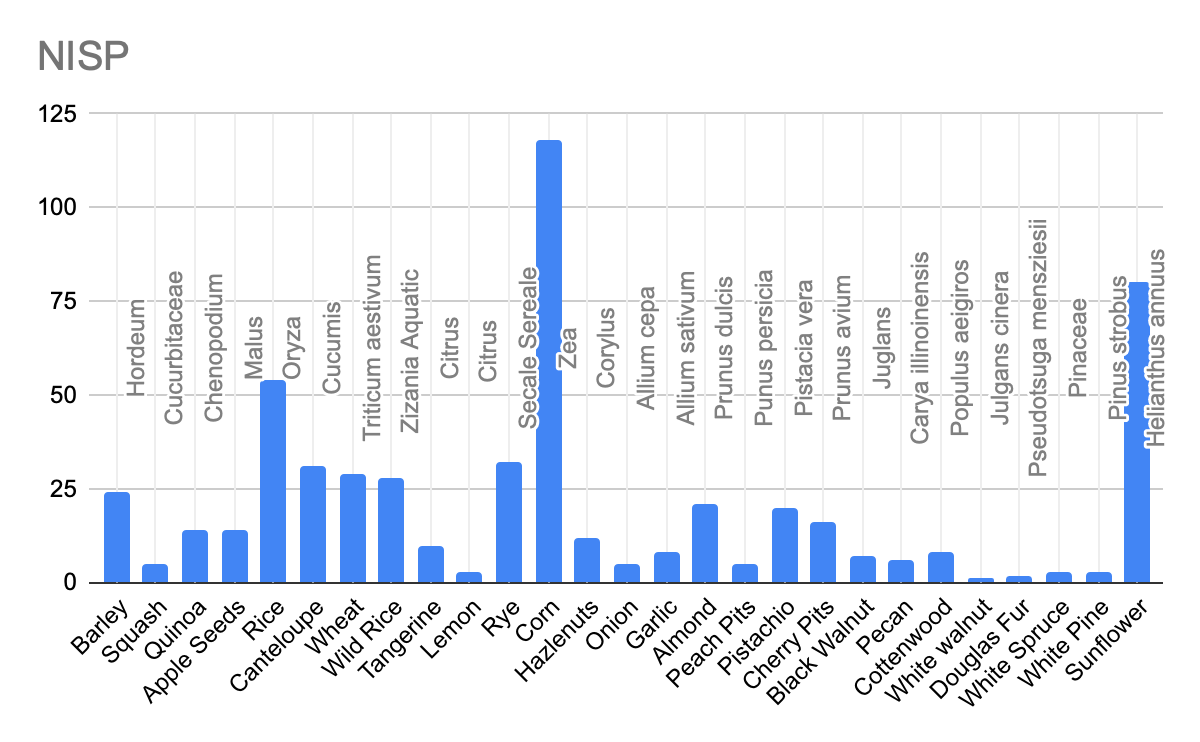 NISP
125
100
75
50
25
0
Hordeum
Cucurbitaceae
Chenopodium
Malus
Oryza
Cucumis
Triticum aestivum
Zizania Aquatic
Citrus
Citrus
Secale Sereale
Zea
Corylus
Allium cepa
Allium sativum
Prunus dulcis
Punus persicia
Pistacia vera
Prunus avium
Juglans
Carya illinoinensis
Populus aeigiros
Julgans cinera
Pseudotsuga mensziesii
Pinaceae
Pinus strobus
Helianthus annuus
Barley
Squash
Quinoa
Apple Seeds
Rice
Canteloupe
Wheat
Wild Rice
Tangerine
Lemon
Rye
Corn
Hazlenuts
Onion
Garlic
Almond
Peach Pits
Pistachio
Cherry Pits
Black Walnut
Pecan
Cottenwood
White walnut
Douglas Fur
White Spruce
White Pine
Sunflower